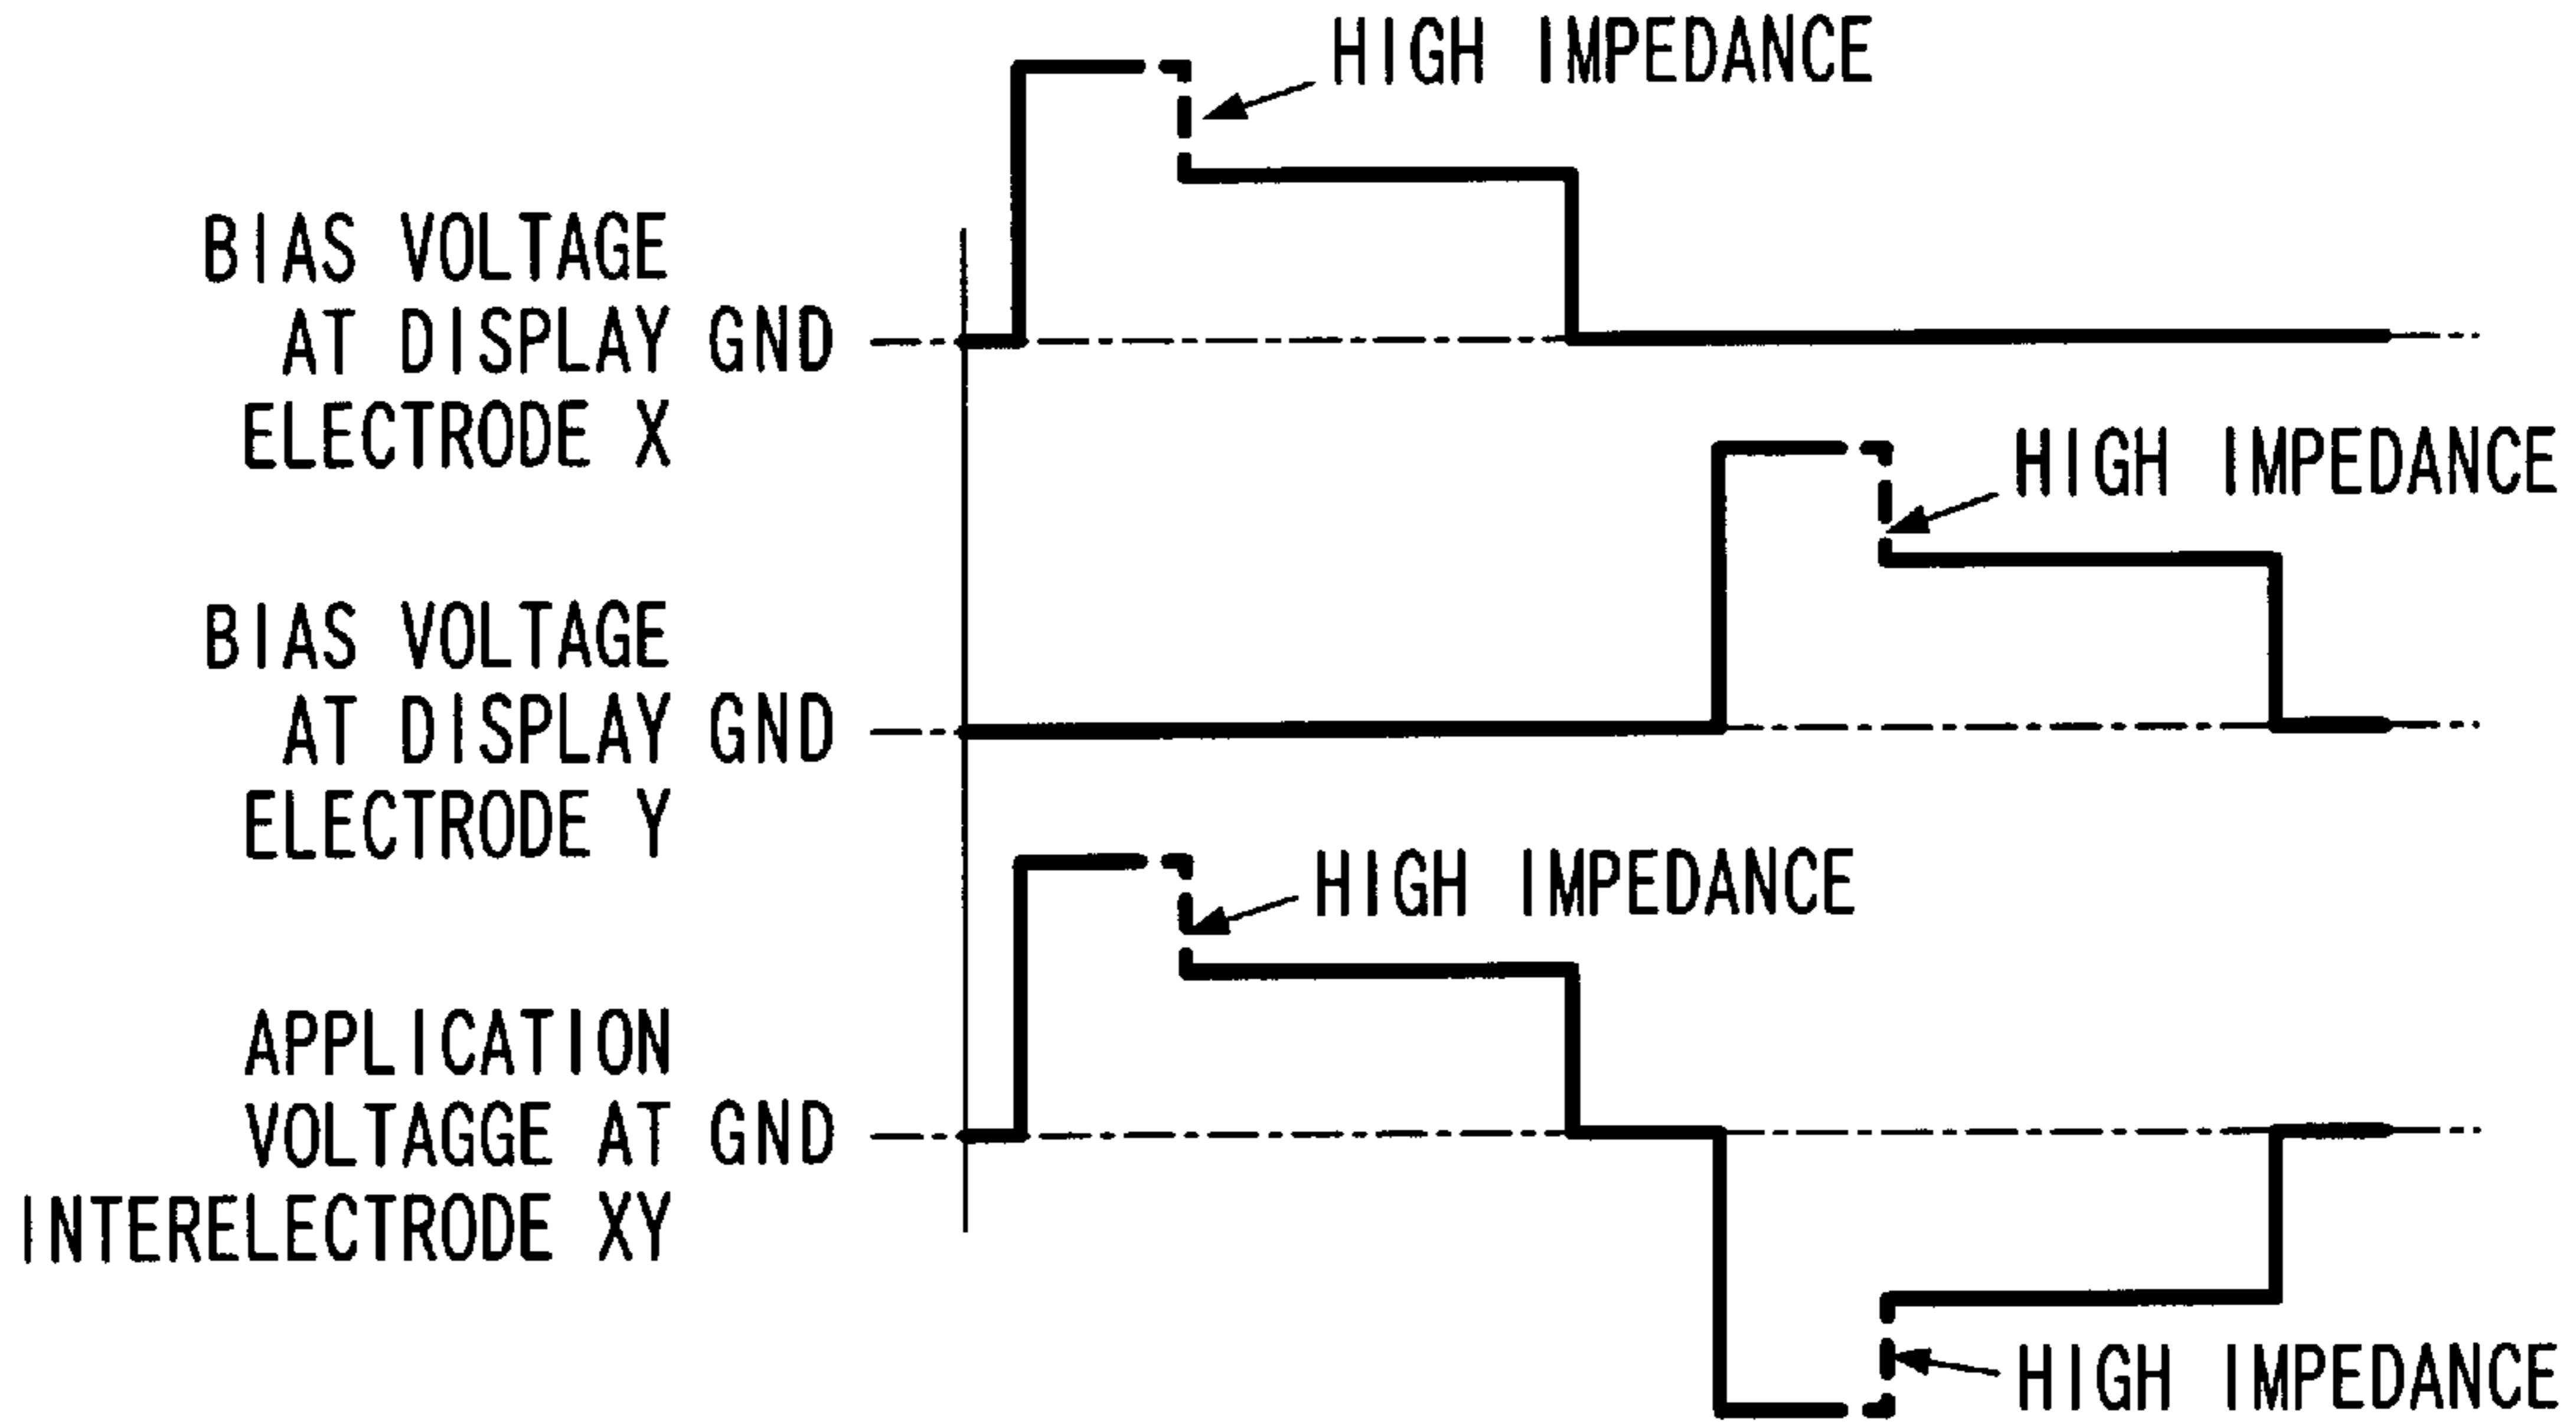 HIGH IMPEDANCE
BIAS VOLTAGE
AT DISPLAY GND
ELECTRODE X
HIGH IMPEDANCE
BIAS VOLTAGE
AT DISPLAY GND
ELECTRODE Y
HIGH IMPEDANCE
APPLICATION
VOLTAGGE AT GND
INTERELECTRODE XY
HIGH IMPEDANCE